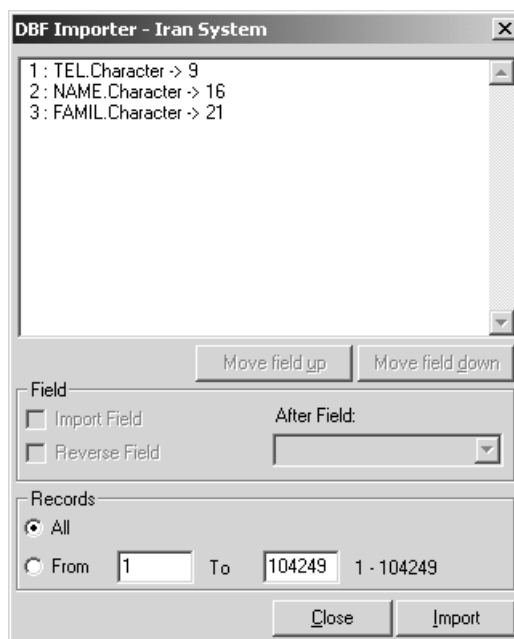 DBF Importer - Iran System
1 : TEL.Character -> 9
2 : NAME.Character -> 16
3 : FAMIL.Character -> 21
Move field up Move field down
Field
Import Field After Field:
Reverse Field
Records
All
From 1 To 104249 1 - 104249
Close Import